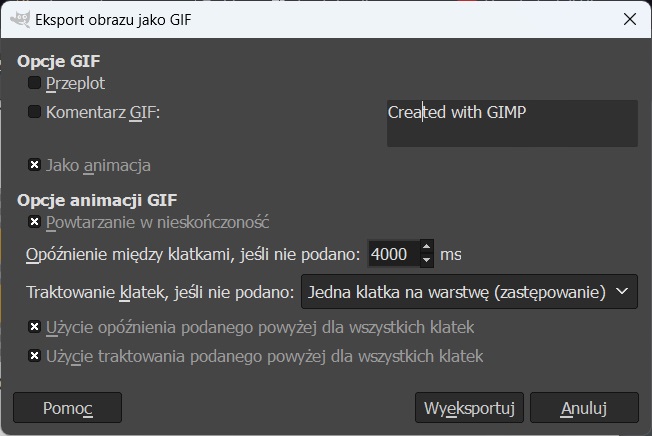 Eksport obrazu jako GIF
Opcje GIF
Przeplot
Komentarz GIF:
Created with GIMP
Jako animacja
Opcje animacji GIF
Powtarzanie w nieskończoność
Opóźnienie między klatkami, jeśli nie podano: 4000 ms
Traktowanie klatek, jeśli nie podano: Jedna klatka na warstwę (zastępowanie)
Użycie opóźnienia podanego powyżej dla wszystkich klatek
Użycie traktowania podanego powyżej dla wszystkich klatek
Pomoc Wyeksportuj Anuluj